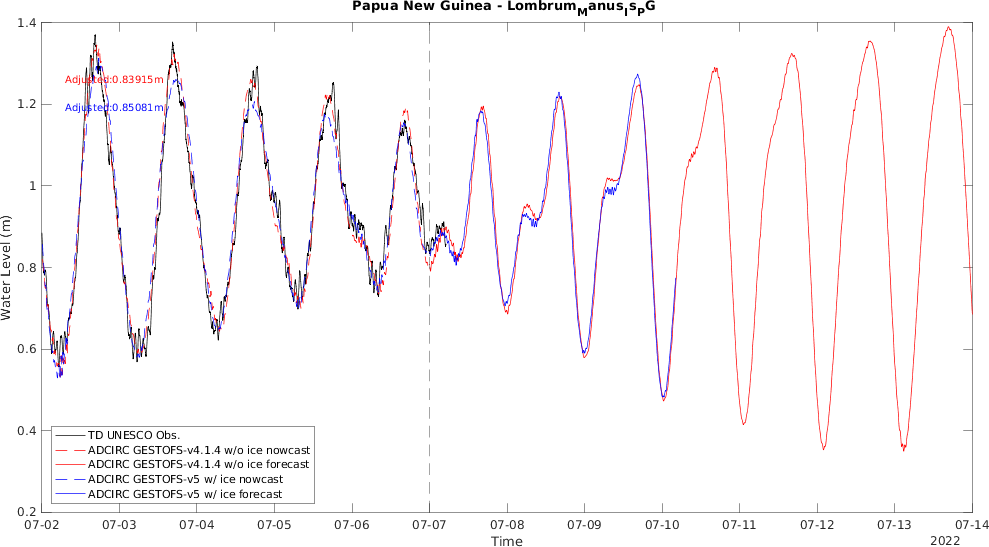 Papua New Guinea - LombrumManusIsPG
1.4
1.2
1
0.8
0.6
0.4
0.2
Water Level (m)
Adjusted:0.83915m
Adjusted:0.85081m
TD UNESCO Obs.
ADCIRC GESTOFS-v4.1.4 w/o ice nowcast
ADCIRC GESTOFS-v4.1.4 w/o ice forecast
ADCIRC GESTOFS-v5 w/ ice nowcast
ADCIRC GESTOFS-v5 w/ ice forecast
07-02 07-03 07-04 07-05 07-06 07-07 07-08 07-09 07-10 07-11 07-12 07-13 07-14
Time
2022